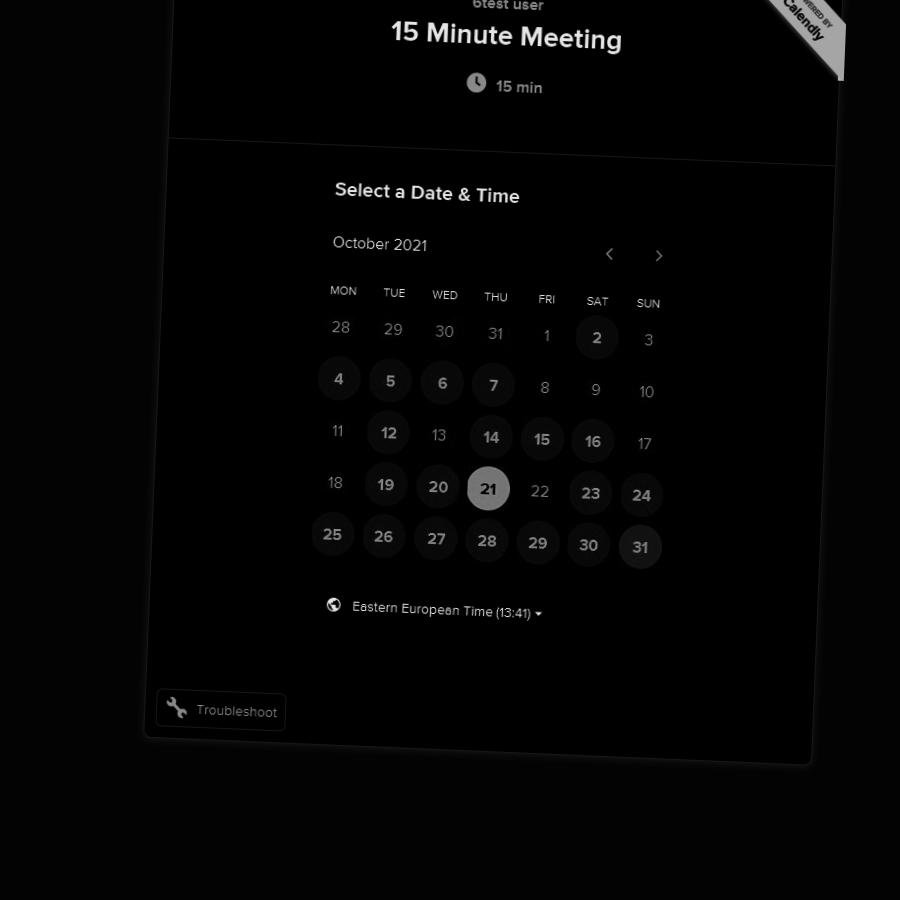 6test user
15 Minute Meeting
15 min
POWERED BY
Calendly
Select a Date & Time
October 2021
MON TUE WED THU FRI SAT SUN
28 29 30 31 1 2 3
4 5 6 7 8 9 10
11 12 13 14 15 16 17
18 19 20 21 22 23 24
25 26 27 28 29 30 31
Eastern European Time (13:41)
Troubleshoot